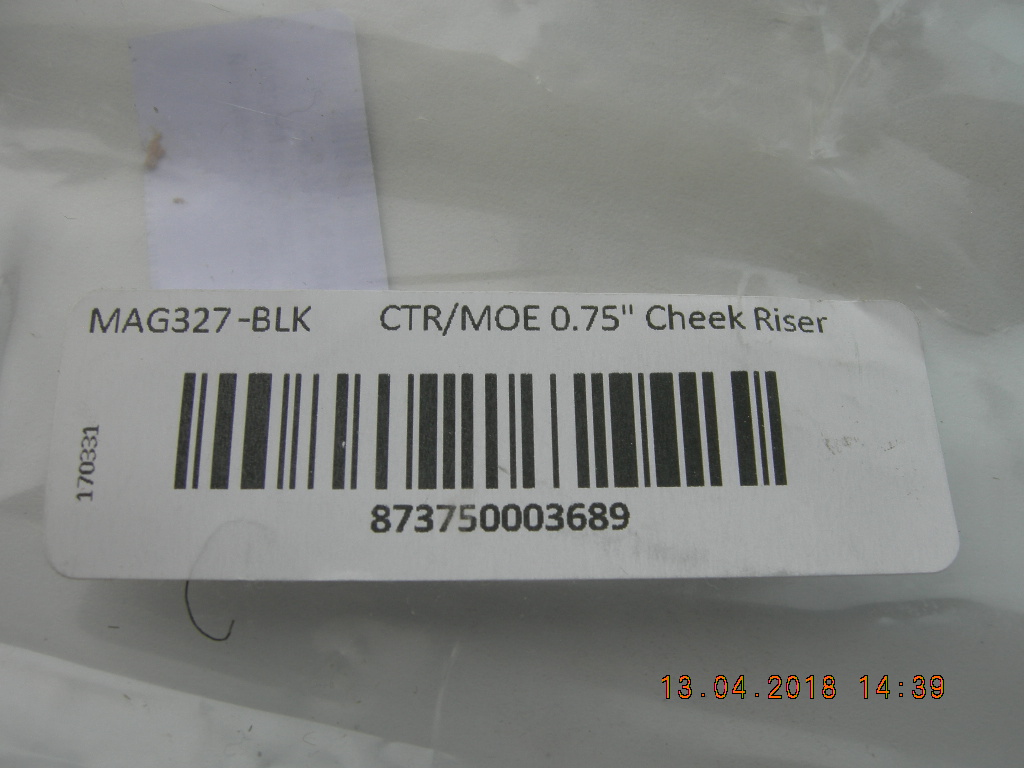 MAG327-BLK CTR/MOE 0.75" Cheek Riser
170331
873750003689
13.04.2018 14:39